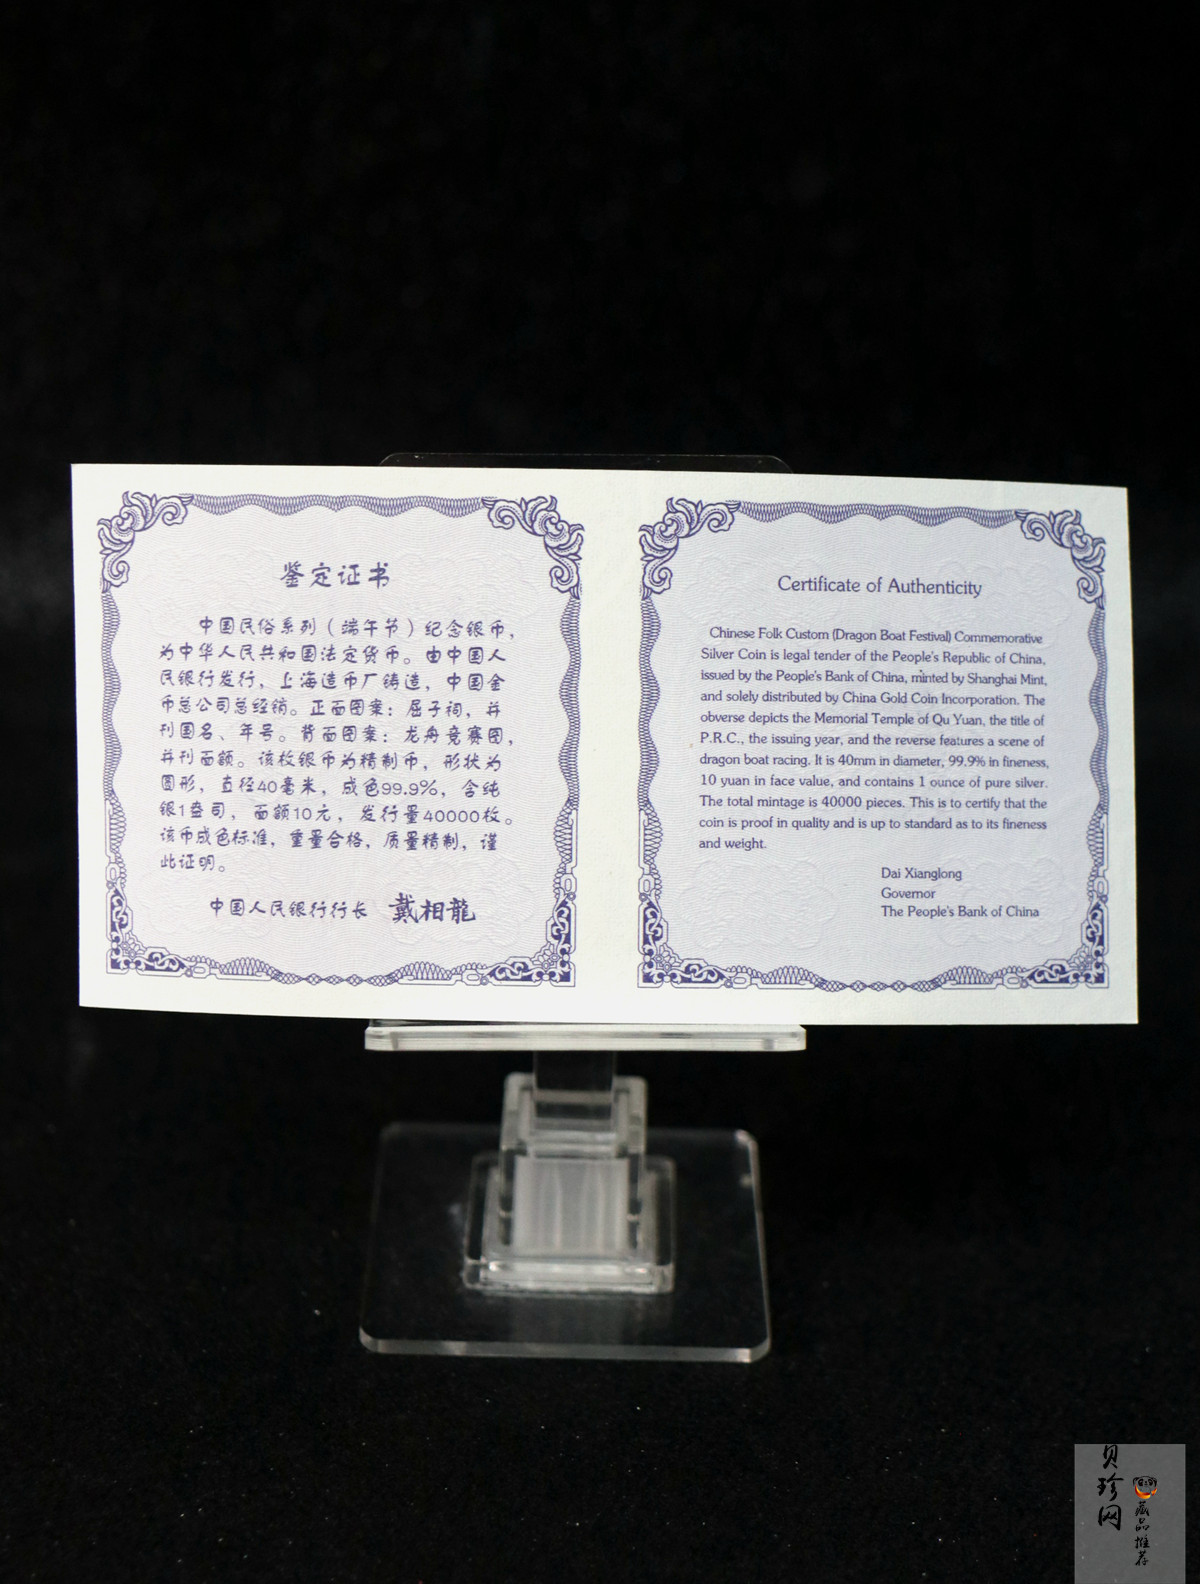 鉴定证书
中国民俗系列（端午节）纪念银币，
为中华人民共和国法定货币。由中国人
民银行发行，上海造币厂铸造，中国金
币总公司总经销。正面图案：屈子祠，并
刊国名、年号。背面图案：龙舟竞赛图，
并刊面额。该枚银币为精制币，形状为
圆形，直径40毫米，成色99.9%，含纯
银1盎司，面额10元，发行量40000枚。
该币成色标准，重量合格，质量精制，谨
此证明。
中国人民银行行长 戴相龍
Certificate of Authenticity
Chinese Folk Custom (Dragon Boat Festival) Commemorative
Silver Coin is legal tender of the People's Republic of China,
issued by the People's Bank of China, minted by Shanghai Mint,
and solely distributed by China Gold Coin Incorporation. The
obverse depicts the Memorial Temple of Qu Yuan, the title of
P.R.C., the issuing year, and the reverse features a scene of
dragon boat racing. It is 40mm in diameter, 99.9% in fineness,
10 yuan in face value, and contains 1 ounce of pure silver.
The total mintage is 40000 pieces. This is to certify that the
coin is proof in quality and is up to standard as to its fineness
and weight.
Dai Xianglong
Governor
The People's Bank of China
贝珍网
藏品推荐